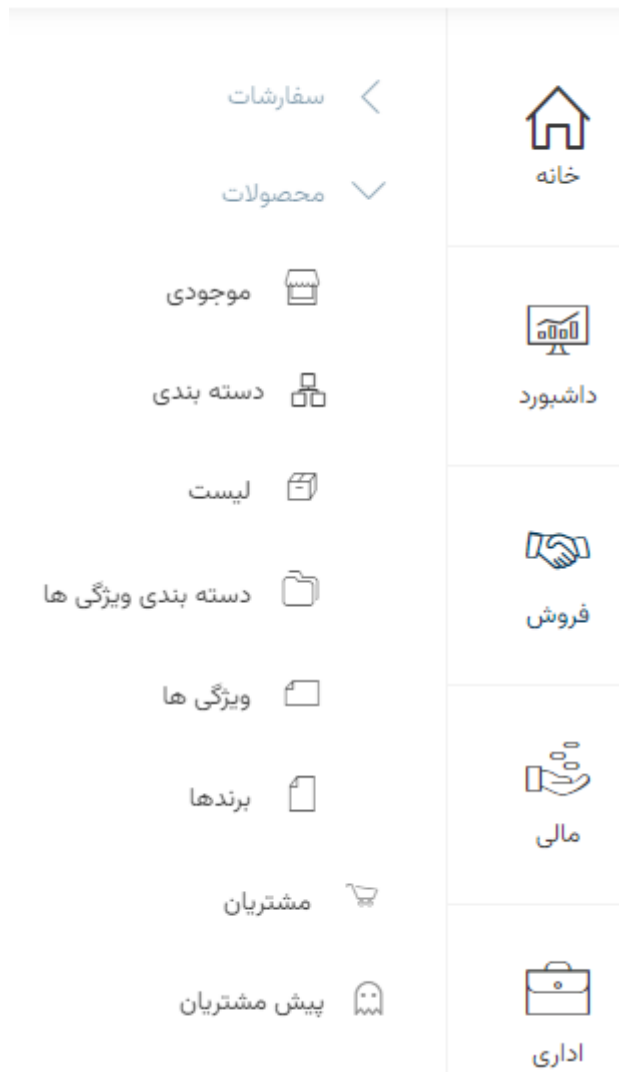 خانه
داشبورد
فروش
مالی
اداری
سفارشات
محصولات
موجودی
دسته بندی
لیست
دسته بندی ویژگی ها
ویژگی ها
برندها
مشتریان
پیش مشتریان